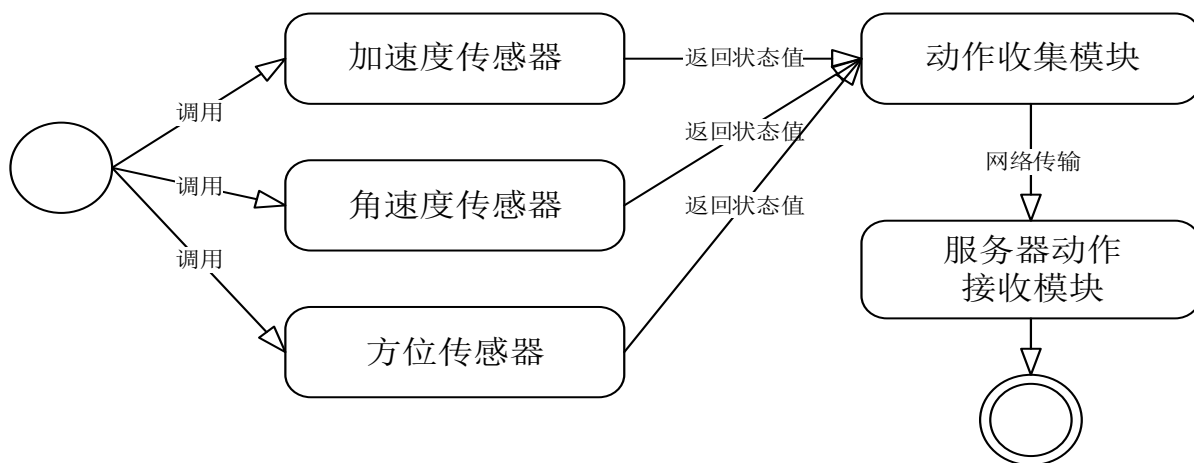 加速度传感器
返回状态值
动作收集模块
调用
返回状态值
网络传输
调用
角速度传感器
返回状态值
服务器动作
接收模块
调用
方位传感器